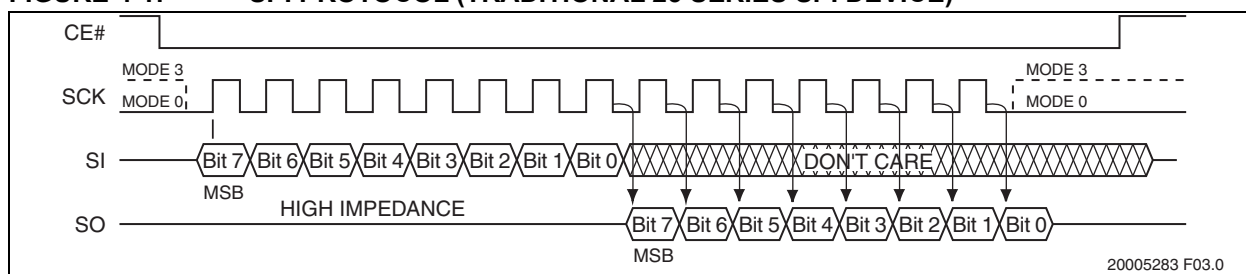 CE#
MODE 3
MODE 3
SCK
MODE 0
MODE 0
SI
Bit 7 Bit 6 Bit 5 Bit 4 Bit 3 Bit 2 Bit 1 Bit 0 DON'T CARE
MSB
HIGH IMPEDANCE
SO
Bit 7 Bit 6 Bit 5 Bit 4 Bit 3 Bit 2 Bit 1 Bit 0
MSB
20005283 F03.0